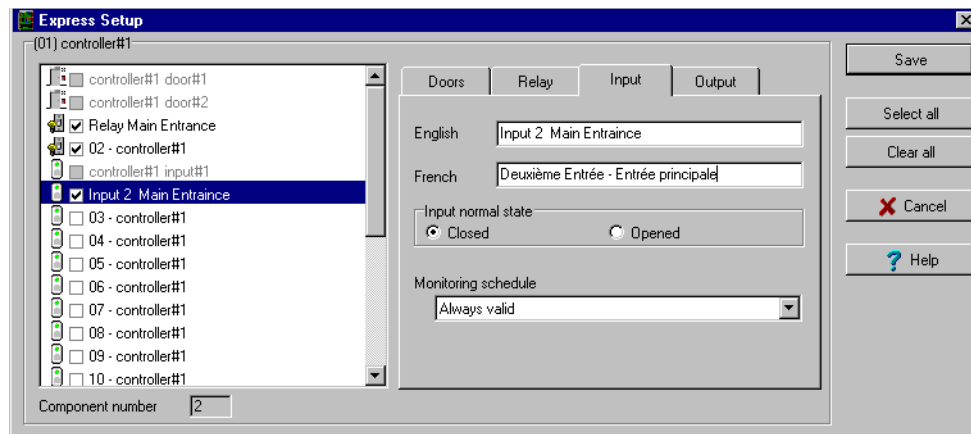 Express Setup
(01) controller#1
controller#1 door#1
controller#1 door#2
Relay Main Entrance
02 - controller#1
controller#1 input#1
Input 2 Main Entraince
03 - controller#1
04 - controller#1
05 - controller#1
06 - controller#1
07 - controller#1
08 - controller#1
09 - controller#1
10 - controller#1
Component number 2
Doors Relay Input Output
English Input 2 Main Entraince
French Deuxième Entrée - Entrée principale
Input normal state
Closed Opened
Monitoring schedule
Always valid
Save
Select all
Clear all
Cancel
Help